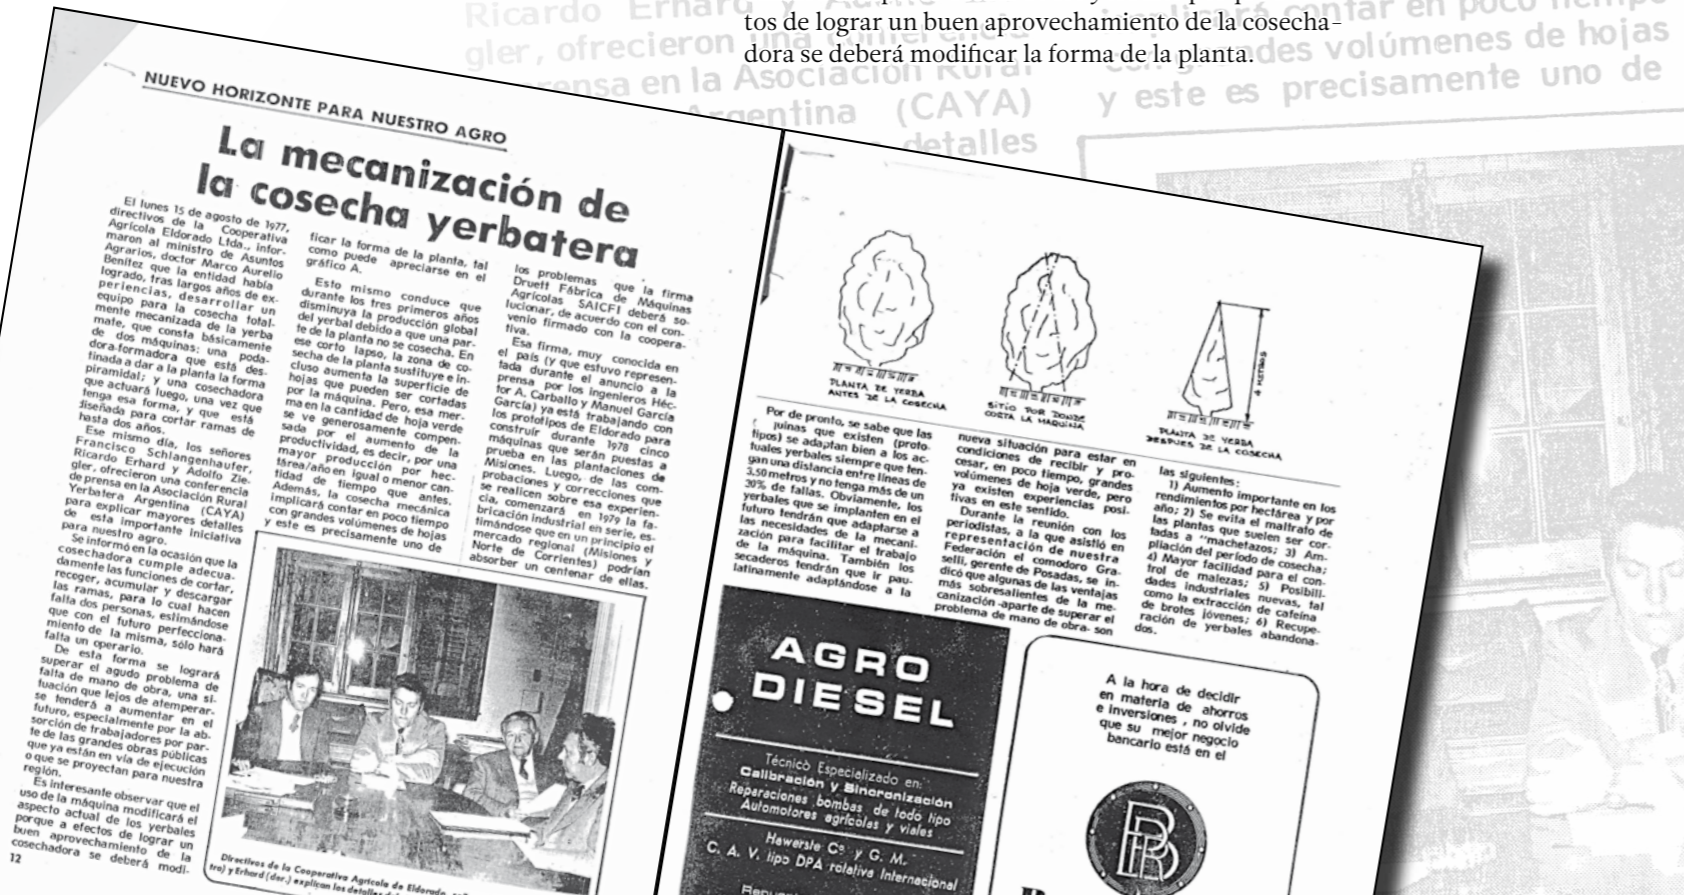 tos de lograr un buen aprovechamiento de la cosecha-
dora se deberá modificar la forma de la planta.
Ricardo Erhard y
gler, ofrecieron una conferencia
prensa en la Asociación Rural
Argentina (CAYA)
detalles
contar en poco tiempo
con grandes volúmenes de hojas
y este es precisamente uno de
NUEVO HORIZONTE PARA NUESTRO AGRO
La mecanización de
la cosecha yerbatera
El lunes 15 de agosto de 1977,
directivos de la Cooperativa
Agrícola Eldorado Ltda., infor-
maron al ministro de Asuntos
Agrarios, doctor Marco Aurelio
Benítez que la entidad había
logrado, tras largos años de ex-
periencias, desarrollar un
equipo para la cosecha total-
mente mecanizada de la yerba
mate, que consta básicamente
de dos máquinas: una poda-
dora-formadora que está des-
tinada a dar a la planta la forma
piramidal; y una cosechadora
que actuará luego, una vez que
tenga esa forma, y que está
diseñada para cortar ramas de
hasta dos años.
Ese mismo día, los señores
Francisco Schlangenhaufer,
Ricardo Erhard y Adolfo Zie-
gler, ofrecieron una conferencia
de prensa en la Asociación Rural
Yerbatera Argentina (CAYA)
para explicar mayores detalles
de esta importante iniciativa
para nuestro agro.
Se informó en la ocasión que la
cosechadora cumple adecua-
damente las funciones de cortar,
recoger, acumular y descargar
las ramas, para lo cual hacen
falta dos personas, estimándose
que con el futuro perfecciona-
miento de la misma, sólo hará
falta un operario.
De esta forma se logrará
superar el agudo problema de
falta de mano de obra, una si-
tuación que lejos de atemperar-
se tenderá a aumentar en el
futuro, especialmente por la ab-
sorción de trabajadores por par-
te de las grandes obras públicas
que ya están en vía de ejecución
o que se proyectan para nuestra
región.
Es interesante observar que el
uso de la máquina modificará el
aspecto actual de los yerbales
porque a efectos de lograr un
buen aprovechamiento de la
cosechadora se deberá modi-
12
ficar la forma de la planta, tal
como puede apreciarse en el
gráfico A.
Esto mismo conduce que
durante los tres primeros años
disminuya la producción global
del yerbal debido a que una par-
te de la planta no se cosecha. En
ese corto lapso, la zona de co-
secha de la planta sustituye e in-
cluso aumenta la superficie de
hojas que pueden ser cortadas
por la máquina. Pero, esa mer-
ma en la cantidad de hoja verde
se ve generosamente compen-
sada por el aumento de la
productividad, es decir, por una
mayor producción por hec-
tárea/año en igual o menor can-
tidad de tiempo que antes.
Además, la cosecha mecánica
implicará contar en poco tiempo
con grandes volúmenes de hojas
y este es precisamente uno de
los problemas que la firma
Druett Fábrica de Máquinas
Agrícolas SAICFI deberá so-
lucionar, de acuerdo con el con-
venio firmado con la coopera-
tiva.
Esa firma, muy conocida en
el país (y que estuvo represen-
tada durante el anuncio a la
prensa por los ingenieros Héc-
tor A. Carballo y Manuel García
García) ya está trabajando con
los prototipos de Eldorado para
construir durante 1978 cinco
máquinas que serán puestas a
prueba en las plantaciones de
Misiones. Luego, de las com-
probaciones y correcciones que
se realicen sobre esa experien-
cia, comenzará en 1979 la fa-
bricación industrial en serie, es-
timándose que en un principio el
mercado regional (Misiones y
Norte de Corrientes) podrían
absorber un centenar de ellas.
Directivos de la Cooperativa Agrícola de Eldorado,
tro) y Erhard (der.) explican los detalles
PLANTA DE YERBA
ANTES DE LA COSECHA
SITIO POR DONDE
CORTA LA MAQUINA
4 METROS
PLANTA DE YERBA
DESPUES DE LA COSECHA
Por de pronto, se sabe que las
juinas que existen (proto-
tipos) se adaptan bien a los ac-
tuales yerbales siempre que ten-
gan una distancia entre líneas de
3,50 metros y no tenga más de un
30% de fallas. Obviamente, los
yerbales que se implanten en el
futuro tendrán que adaptarse a
las necesidades de la mecani-
zación para facilitar el trabajo
de la máquina. También los
secaderos tendrán que ir pau-
latinamente adaptándose a la
nueva situación para estar en
condiciones de recibir y pro-
cesar, en poco tiempo, grandes
volúmenes de hoja verde, pero
ya existen experiencias posi-
tivas en este sentido.
Durante la reunión con los
periodistas, a la que asistió en
representación de nuestra
Federación el comodoro Gra-
selli, gerente de Posadas, se in-
dicó que algunas de las ventajas
más sobresalientes de la me-
canización -aparte de superar el
problema de mano de obra- son
las siguientes:
1) Aumento importante en los
rendimientos por hectárea y por
año; 2) Se evita el maltrato de
las plantas que suelen ser cor-
tadas a "machetazos; 3) Am-
pliación del período de cosecha;
4) Mayor facilidad para el con-
trol de malezas; 5) Posibili-
dades industriales nuevas, tal
como la extracción de cafeína
de brotes jóvenes; 6) Recupe-
ración de yerbales abandona-
dos.
AGRO
DIESEL
Técnico Especializado en:
Calibración y Sincronización
Reparaciones bombas de todo tipo
Automotores agrícolas y viales
Hawersle Cº. y G. M.
C. A. V. tipo DPA rotativa Internacional
A la hora de decidir
en materia de ahorros
e inversiones, no olvide
que su mejor negocio
bancario está en el